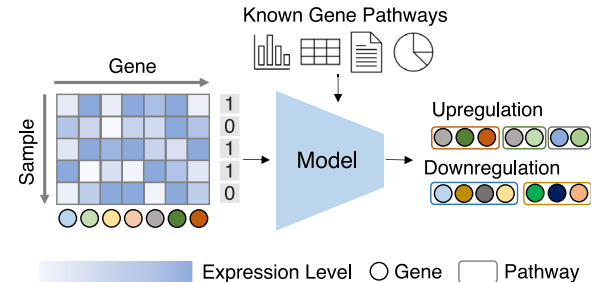 Known Gene Pathways
Gene
Sample
1
0
1
1
0
Model
Upregulation
Downregulation
Expression Level
Gene
Pathway